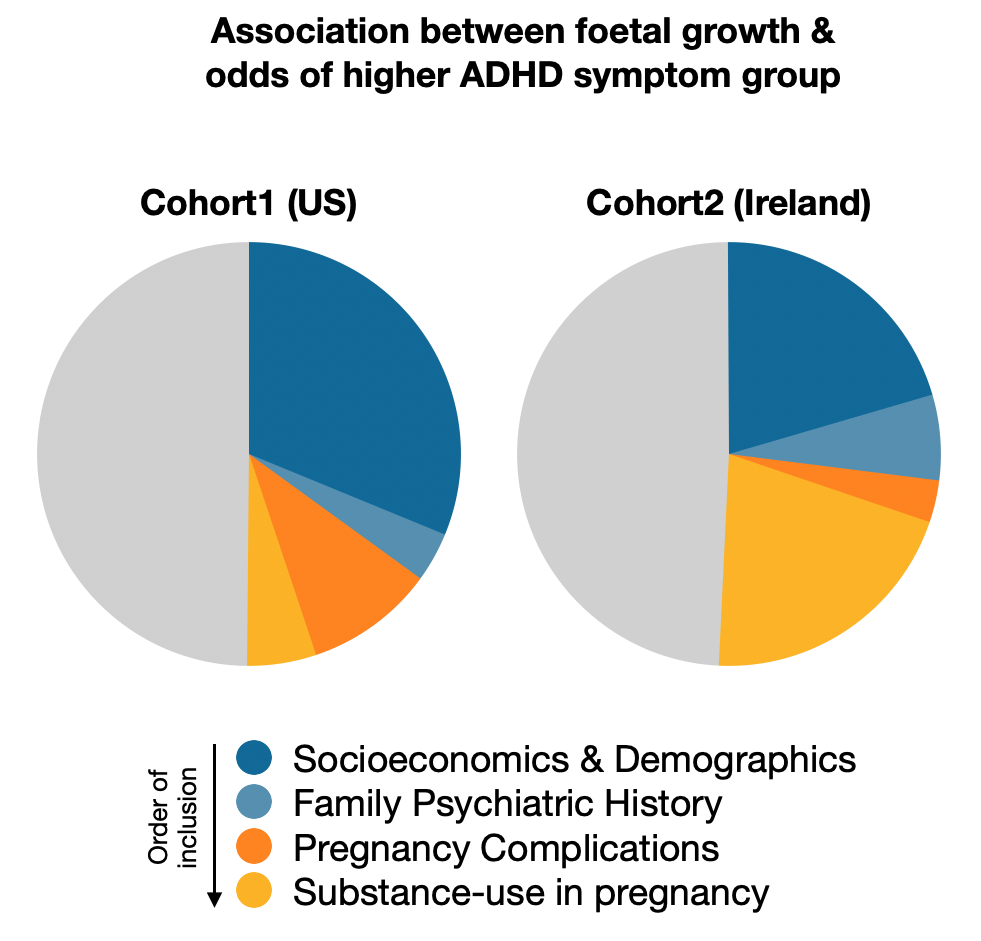 Association between foetal growth &
odds of higher ADHD symptom group
Cohort1 (US)
Cohort2 (Ireland)
Order of
inclusion
Socioeconomics & Demographics
Family Psychiatric History
Pregnancy Complications
Substance-use in pregnancy